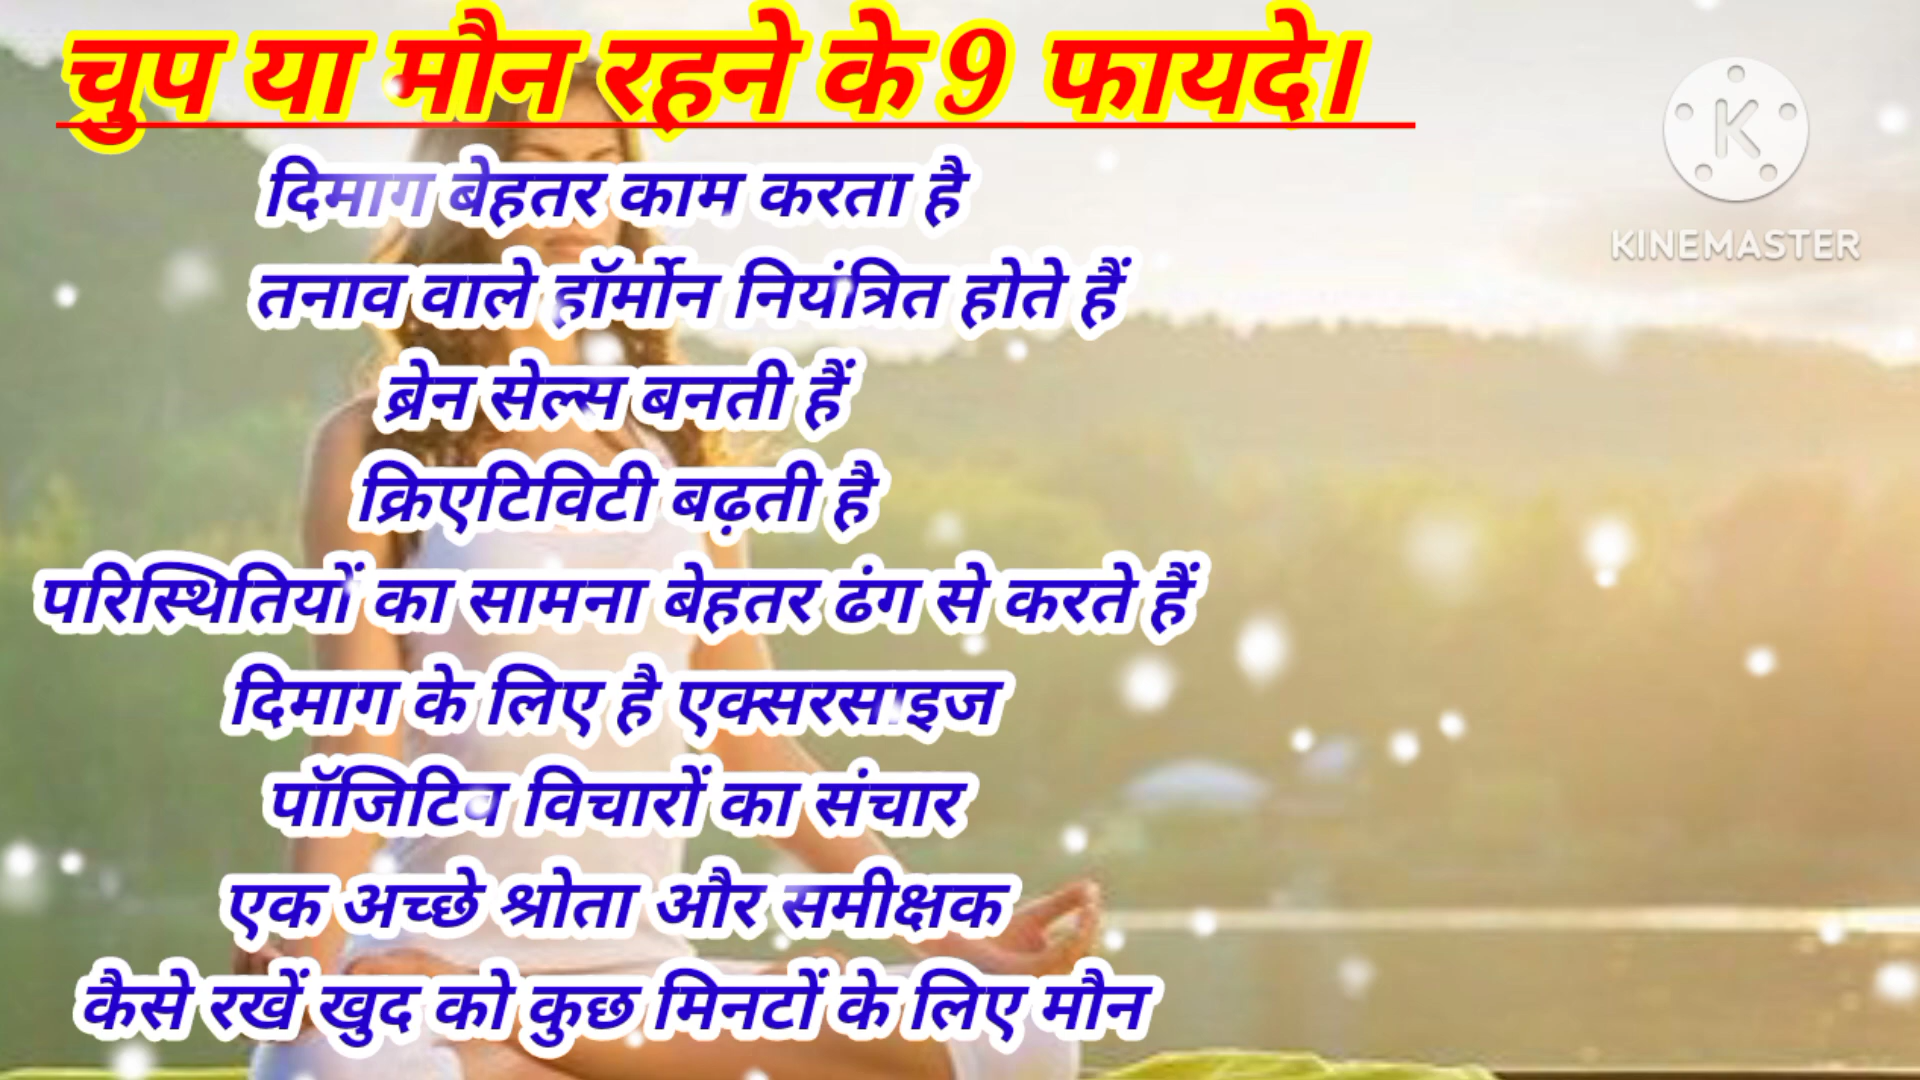 चुप या मौन रहने के 9 फायदे।
दिमाग बेहतर काम करता है
तनाव वाले हॉर्मोन नियंत्रित होते हैं
ब्रेन सेल्स बनती हैं
क्रिएटिविटी बढ़ती है
परिस्थितियों का सामना बेहतर ढंग से करते हैं
दिमाग के लिए है एक्सरसाइज
पॉजिटिव विचारों का संचार
एक अच्छे श्रोता और समीक्षक
कैसे रखें खुद को कुछ मिनटों के लिए मौन
K
KINEMASTER